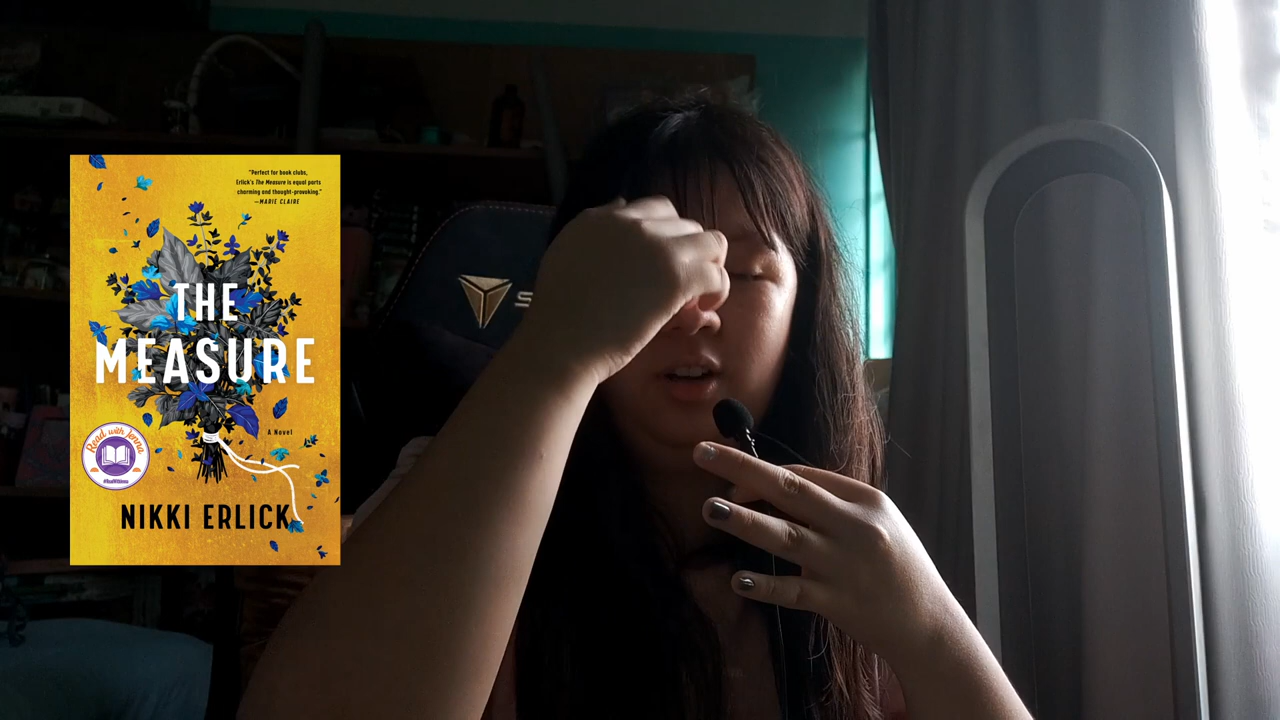 "Perfect for book clubs,
Erlick's The Measure is equal parts
charming and thought-provoking."
—MARIE CLAIRE
THE
MEASURE
A Novel
Read with Jenna
#ReadWithJenna
NIKKI ERLICK
S